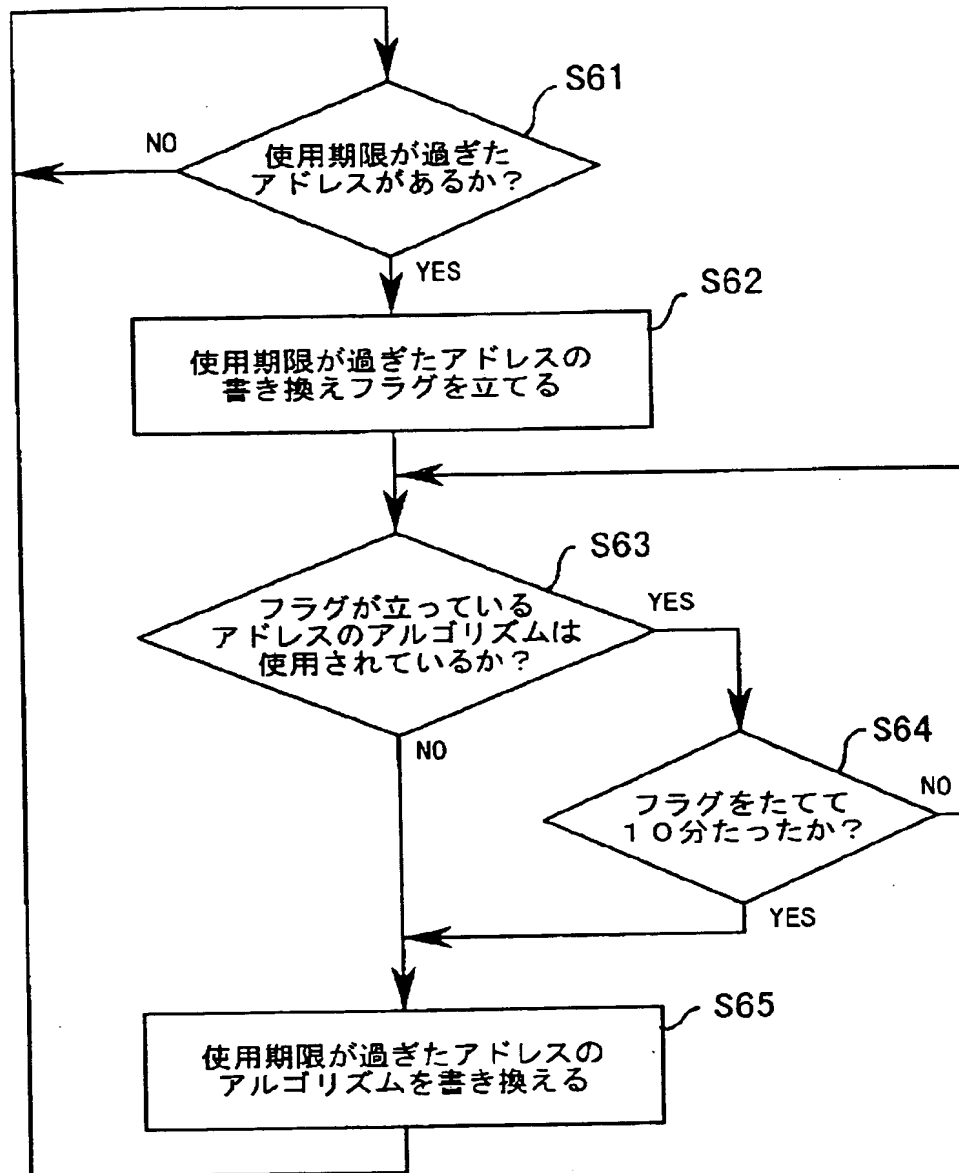 S61
NO
使用期限が過ぎた
アドレスがあるか?
YES
S62
使用期限が過ぎたアドレスの
書き換えフラグを立てる
S63
YES
フラグが立っている
アドレスのアルゴリズムは
使用されているか?
NO
S64
NO
フラグをたてて
10分たったか?
YES
S65
使用期限が過ぎたアドレスの
アルゴリズムを書き換える